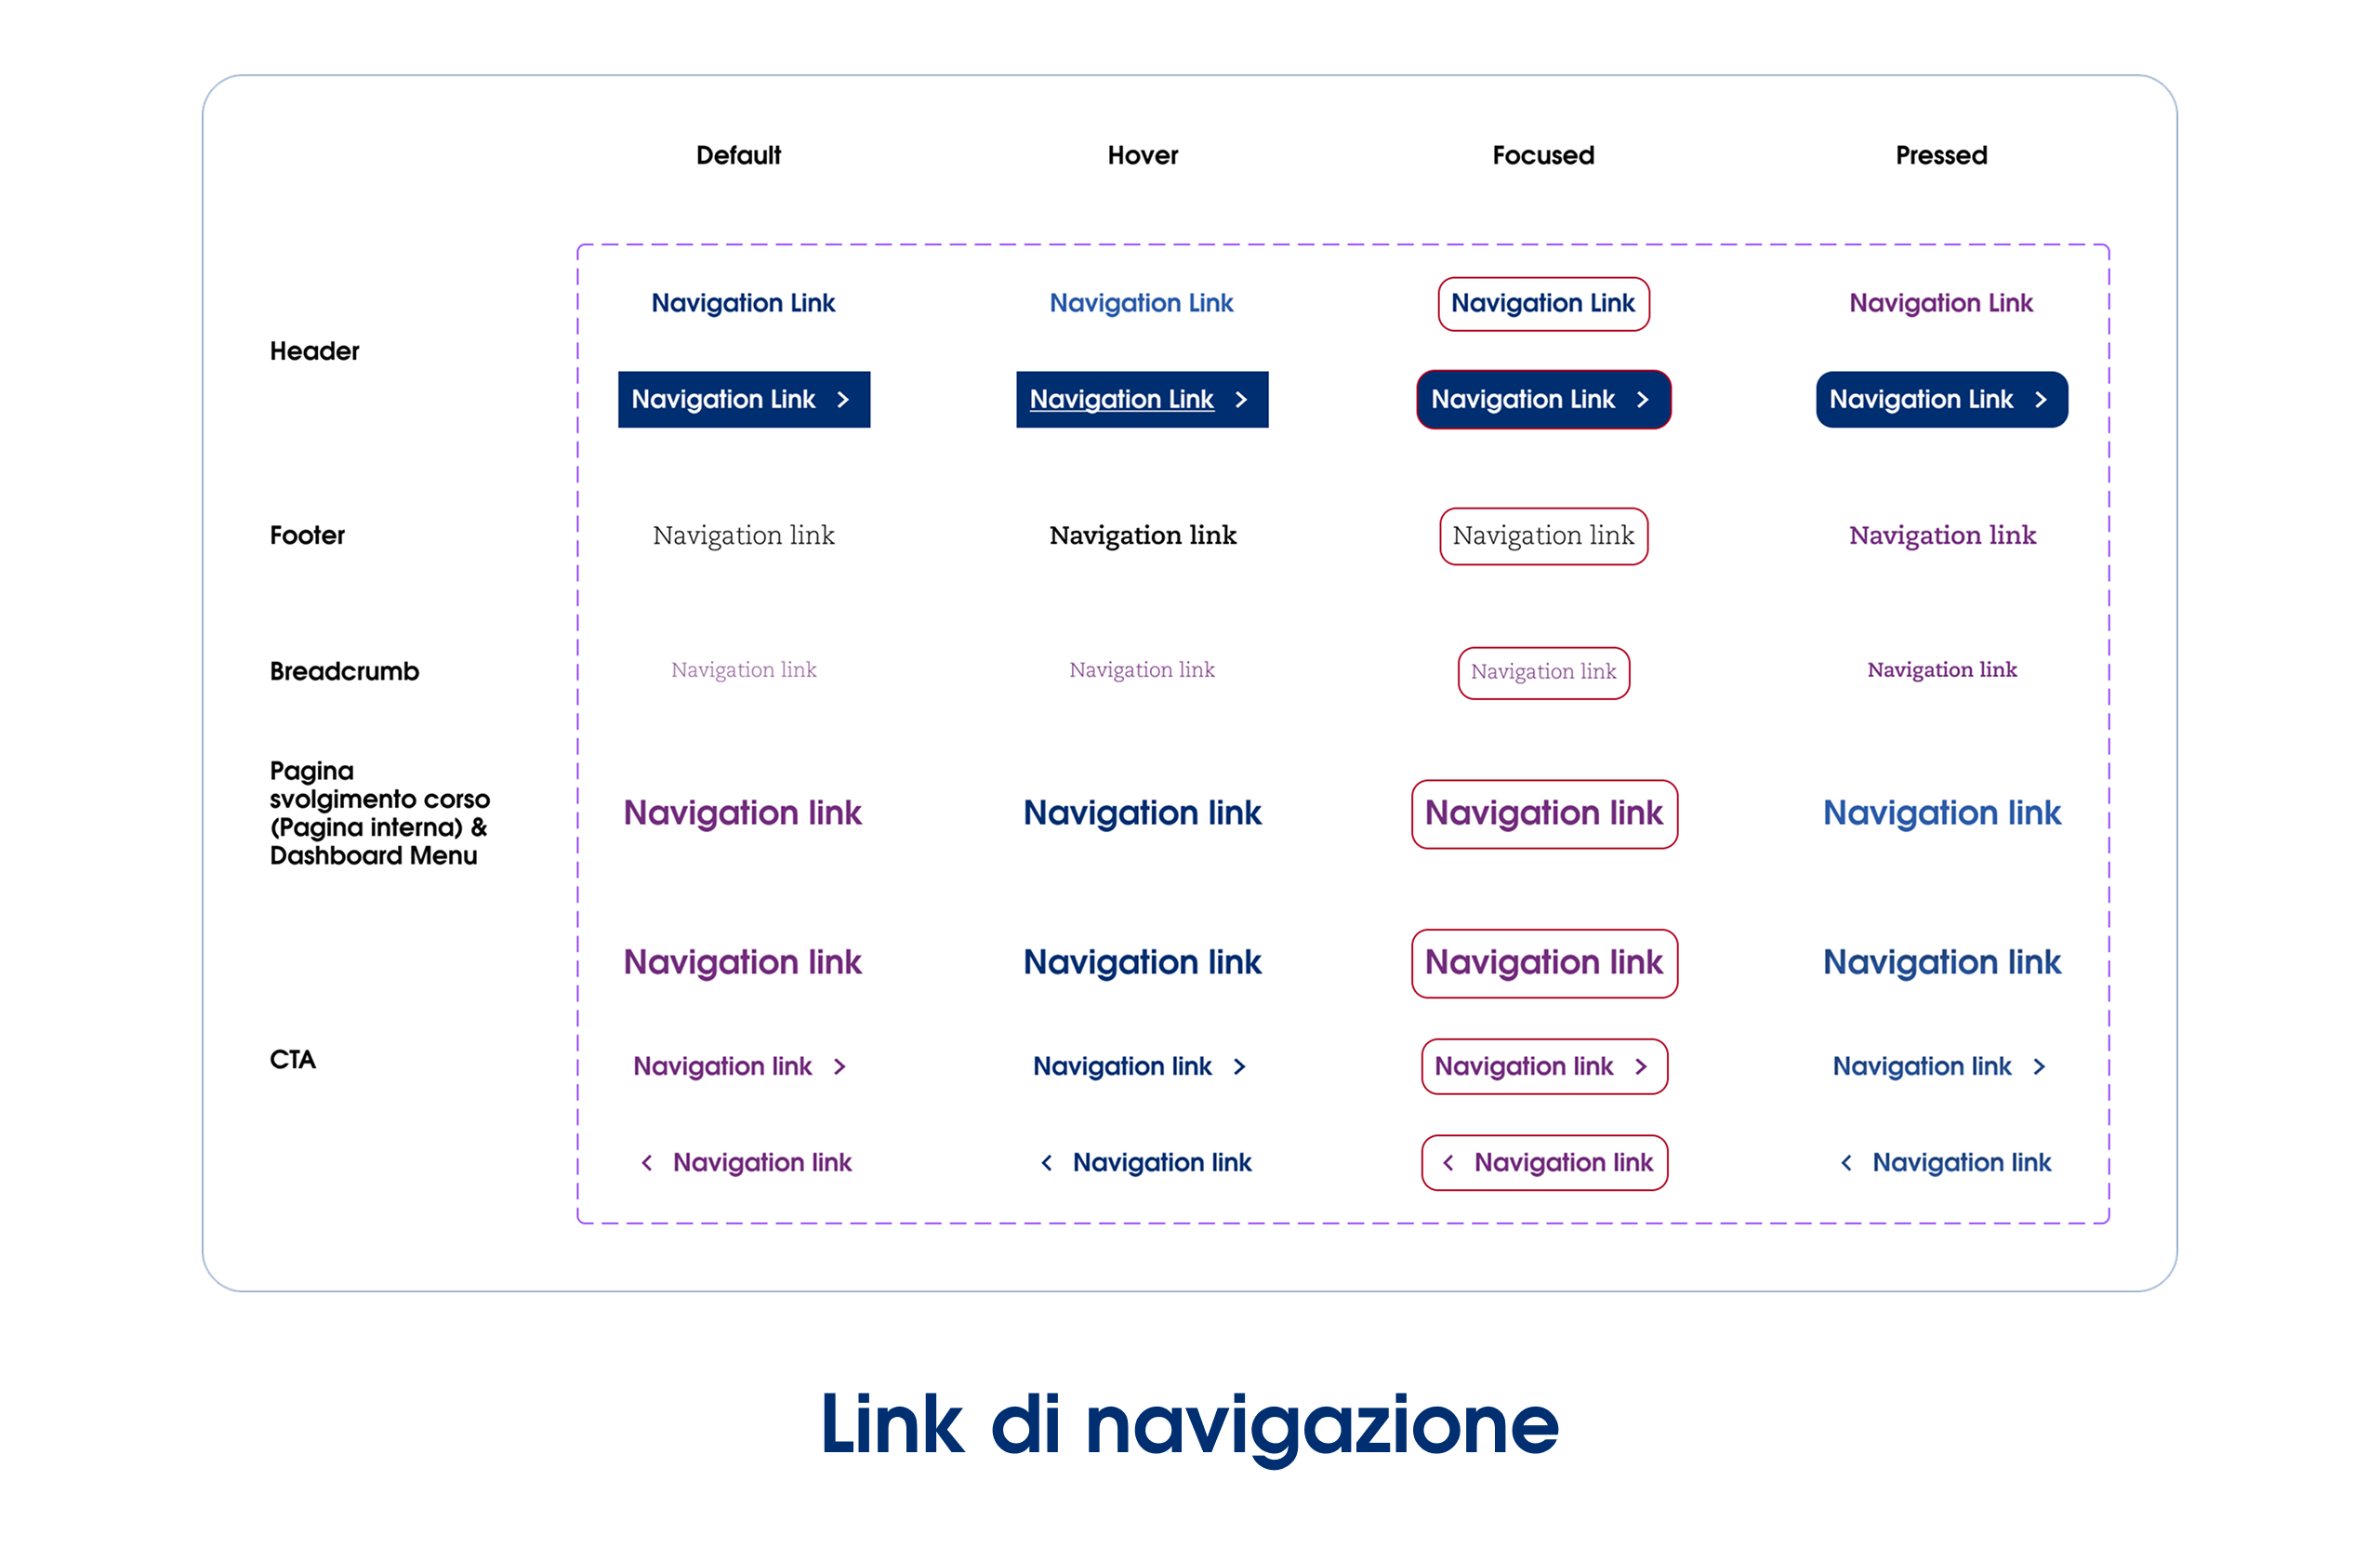 Default Hover Focused Pressed
Navigation Link Navigation Link Navigation Link Navigation Link
Header
Navigation Link > Navigation Link > Navigation Link > Navigation Link >
Footer Navigation link Navigation link Navigation link Navigation link
Breadcrumb Navigation link Navigation link Navigation link Navigation link
Pagina
svolgimento corso
(Pagina interna) &
Dashboard Menu
Navigation link Navigation link Navigation link Navigation link
Navigation link Navigation link Navigation link Navigation link
CTA
Navigation link > Navigation link > Navigation link > Navigation link >
< Navigation link < Navigation link < Navigation link < Navigation link
Link di navigazione